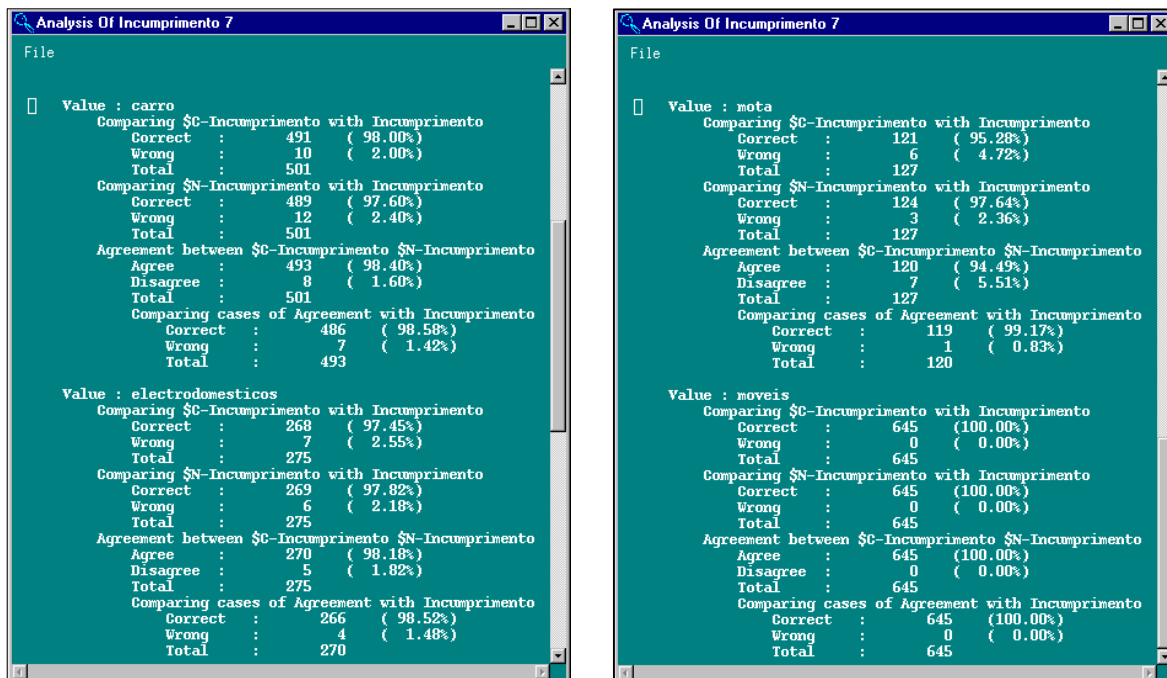 Analysis Of Incumprimento 7
File
Value : carro
Comparing $C-Incumprimento with Incumprimento
Correct : 491 ( 98.00%)
Wrong : 10 ( 2.00%)
Total : 501
Comparing $N-Incumprimento with Incumprimento
Correct : 489 ( 97.60%)
Wrong : 12 ( 2.40%)
Total : 501
Agreement between $C-Incumprimento $N-Incumprimento
Agree : 493 ( 98.40%)
Disagree : 8 ( 1.60%)
Total : 501
Comparing cases of Agreement with Incumprimento
Correct : 486 ( 98.58%)
Wrong : 7 ( 1.42%)
Total : 493
Value : electrodomesticos
Comparing $C-Incumprimento with Incumprimento
Correct : 268 ( 97.45%)
Wrong : 7 ( 2.55%)
Total : 275
Comparing $N-Incumprimento with Incumprimento
Correct : 269 ( 97.82%)
Wrong : 6 ( 2.18%)
Total : 275
Agreement between $C-Incumprimento $N-Incumprimento
Agree : 270 ( 98.18%)
Disagree : 5 ( 1.82%)
Total : 275
Comparing cases of Agreement with Incumprimento
Correct : 266 ( 98.52%)
Wrong : 4 ( 1.48%)
Total : 270
Analysis Of Incumprimento 7
File
Value : mota
Comparing $C-Incumprimento with Incumprimento
Correct : 121 ( 95.28%)
Wrong : 6 ( 4.72%)
Total : 127
Comparing $N-Incumprimento with Incumprimento
Correct : 124 ( 97.64%)
Wrong : 3 ( 2.36%)
Total : 127
Agreement between $C-Incumprimento $N-Incumprimento
Agree : 120 ( 94.49%)
Disagree : 7 ( 5.51%)
Total : 127
Comparing cases of Agreement with Incumprimento
Correct : 119 ( 99.17%)
Wrong : 1 ( 0.83%)
Total : 120
Value : moveis
Comparing $C-Incumprimento with Incumprimento
Correct : 645 (100.00%)
Wrong : 0 ( 0.00%)
Total : 645
Comparing $N-Incumprimento with Incumprimento
Correct : 645 (100.00%)
Wrong : 0 ( 0.00%)
Total : 645
Agreement between $C-Incumprimento $N-Incumprimento
Agree : 645 (100.00%)
Disagree : 0 ( 0.00%)
Total : 645
Comparing cases of Agreement with Incumprimento
Correct : 645 (100.00%)
Wrong : 0 ( 0.00%)
Total : 645